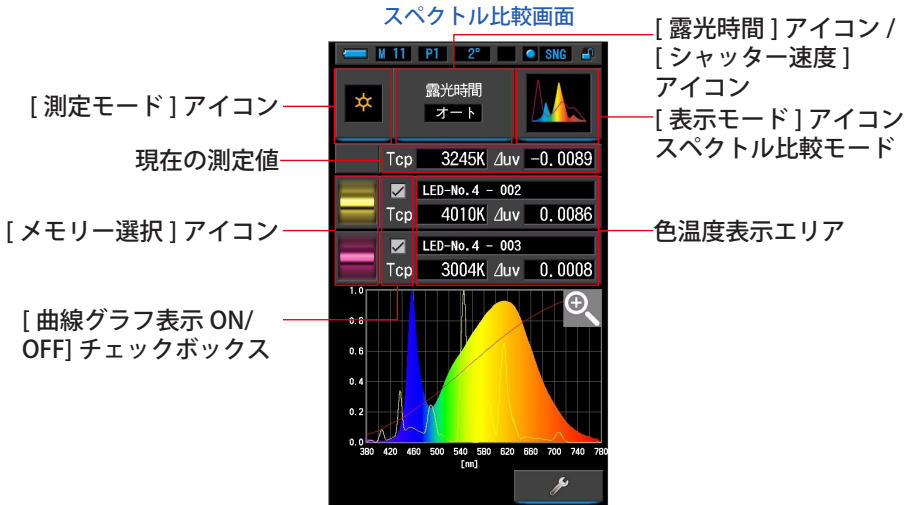 スペクトル比較画面
[ 露光時間 ] アイコン /
[ シャッター速度 ]
アイコン
[ 測定モード ] アイコン
[ 表示モード ] アイコン
スペクトル比較モード
現在の測定値
[ メモリー選択 ] アイコン
色温度表示エリア
[ 曲線グラフ表示 ON/
OFF] チェックボックス
M 11 P1 2° SNG
露光時間
オート
Tcp 3245K ⊿uv -0.0089
LED-No.4 - 002
Tcp 4010K ⊿uv 0.0086
LED-No.4 - 003
Tcp 3004K ⊿uv 0.0008
1.0
0.8
0.6
0.4
0.2
0.0
380 420 460 500 540 580 620 660 700 740 780
[nm]